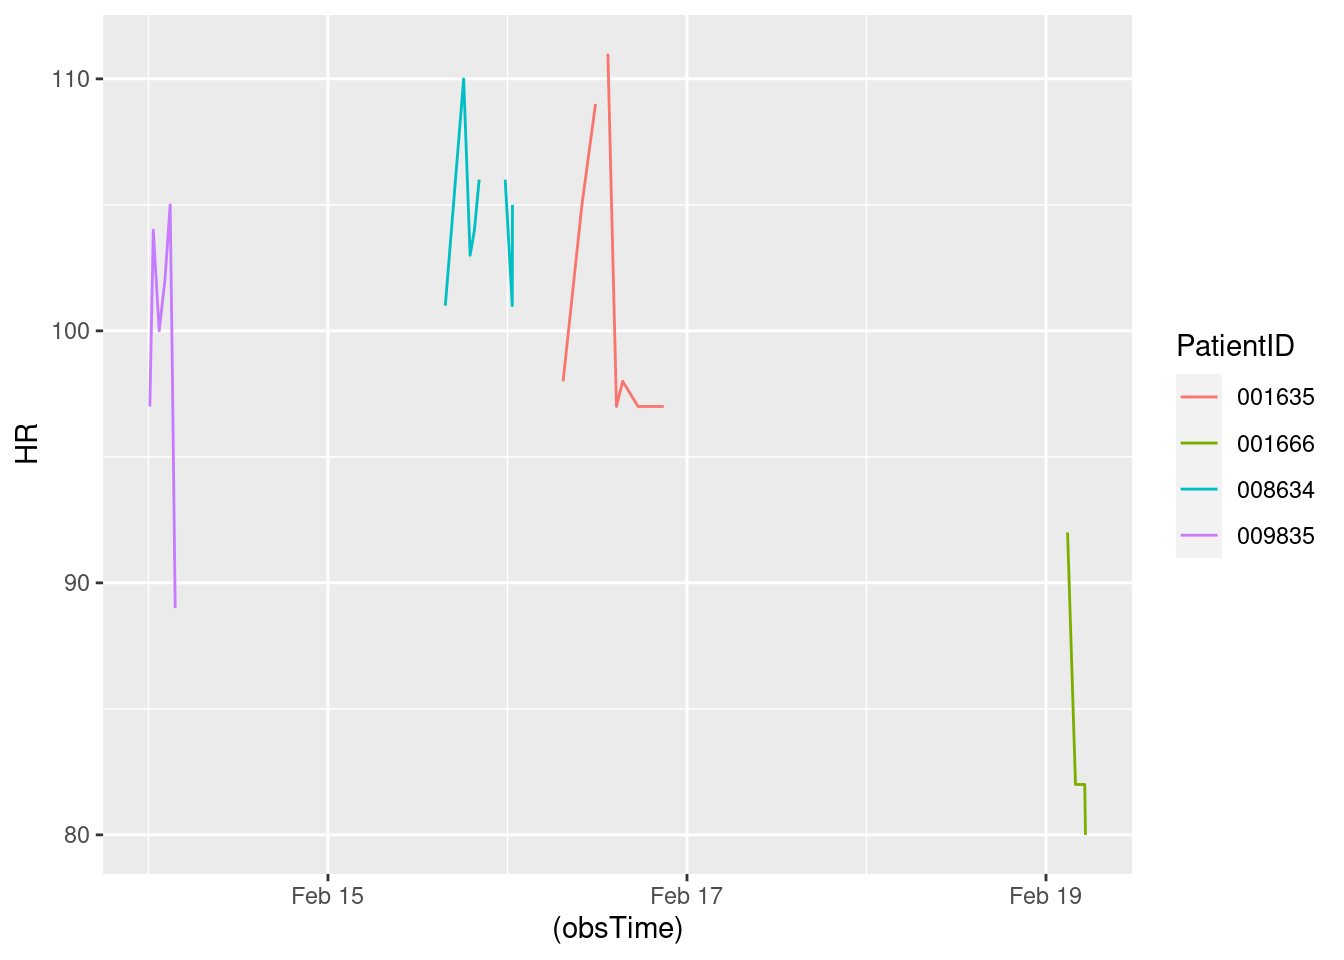 110
100
90
80
HR
Feb 15
Feb 17
Feb 19
(obsTime)
PatientID
001635
001666
008634
009835